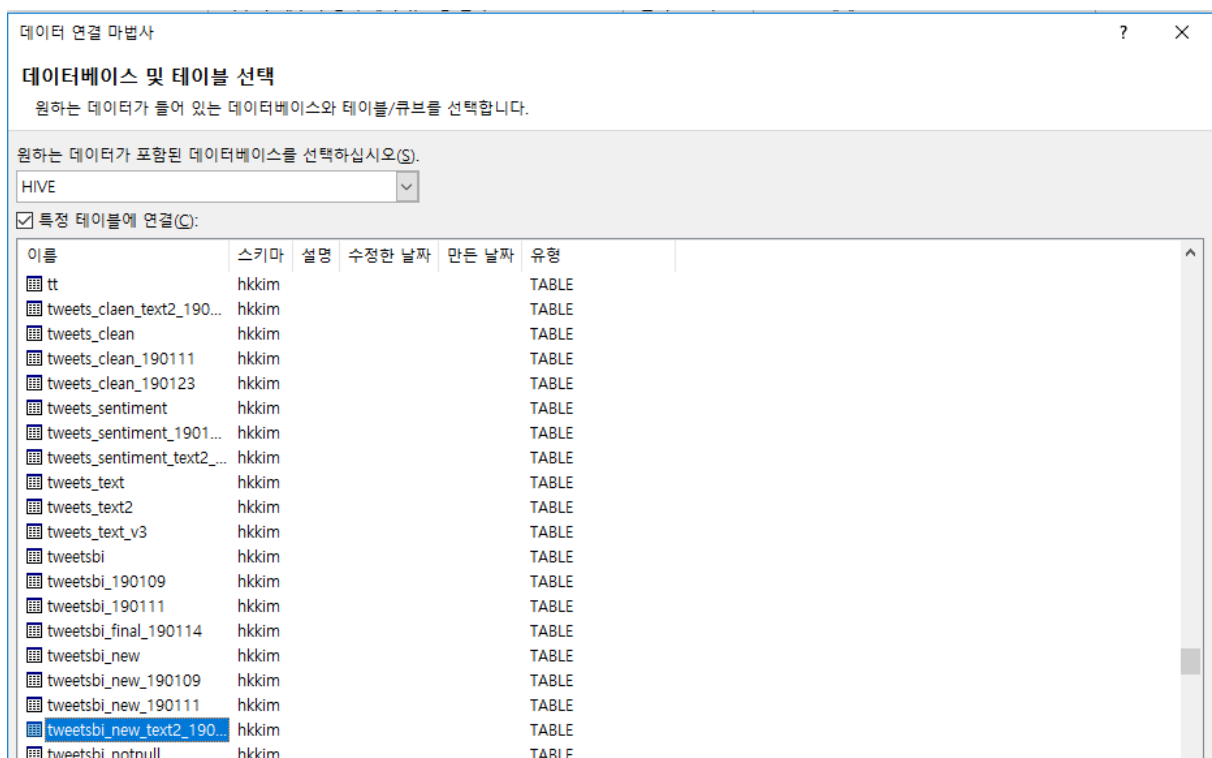 데이터 연결 마법사 ? ×
데이터베이스 및 테이블 선택
원하는 데이터가 들어 있는 데이터베이스와 테이블/큐브를 선택합니다.
원하는 데이터가 포함된 데이터베이스를 선택하십시오(S).
HIVE
특정 테이블에 연결(C):
이름 스키마 설명 수정한 날짜 만든 날짜 유형
tt hkkim TABLE
tweets_claen_text2_190... hkkim TABLE
tweets_clean hkkim TABLE
tweets_clean_190111 hkkim TABLE
tweets_clean_190123 hkkim TABLE
tweets_sentiment hkkim TABLE
tweets_sentiment_1901... hkkim TABLE
tweets_sentiment_text2_... hkkim TABLE
tweets_text hkkim TABLE
tweets_text2 hkkim TABLE
tweets_text_v3 hkkim TABLE
tweetsbi hkkim TABLE
tweetsbi_190109 hkkim TABLE
tweetsbi_190111 hkkim TABLE
tweetsbi_final_190114 hkkim TABLE
tweetsbi_new hkkim TABLE
tweetsbi_new_190109 hkkim TABLE
tweetsbi_new_190111 hkkim TABLE
tweetsbi_new_text2_190... hkkim TABLE
tweetsbi_notnull hkkim TABLE